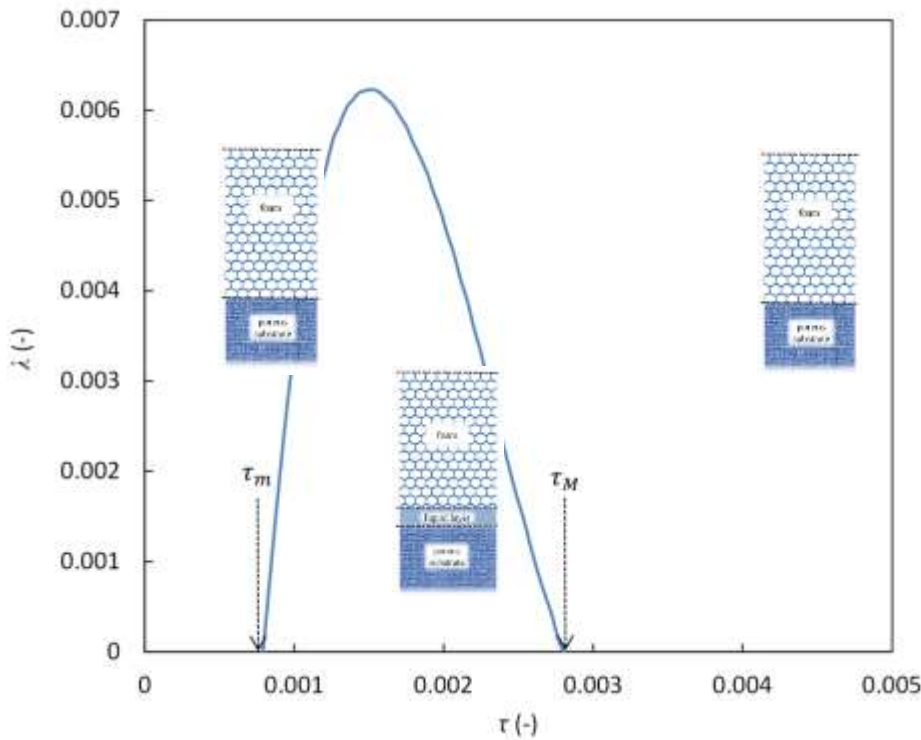 0.007
0.006
0.005
0.004
0.003
0.002
0.001
0
λ (-)
foam
porous
substrate
foam
porous
substrate
foam
liquid layer
porous
substrate
τm
τM
0
0.001
0.002
0.003
0.004
0.005
τ (-)